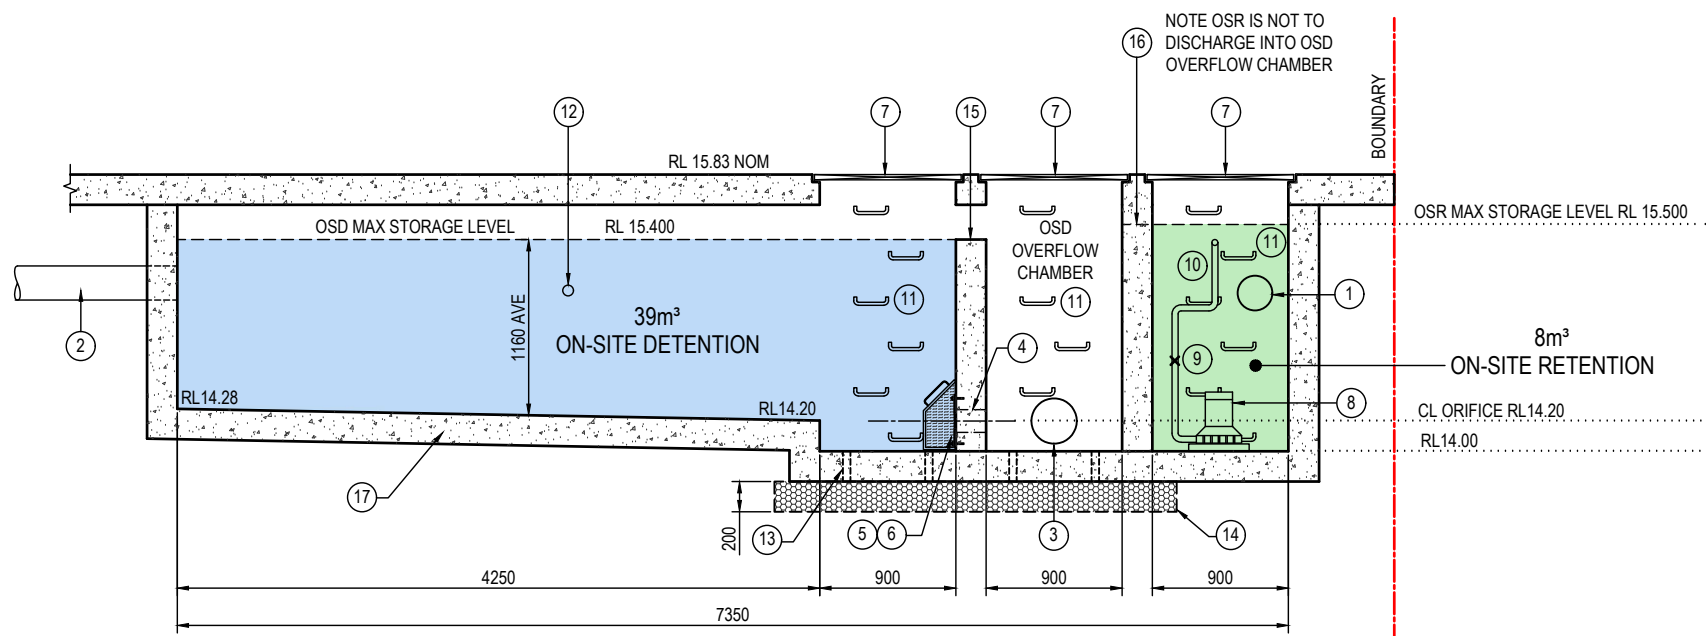 NOTE OSR IS NOT TO
DISCHARGE INTO OSD
OVERFLOW CHAMBER
16
BOUNDARY
12
7
15
7
7
RL 15.83 NOM
OSD MAX STORAGE LEVEL RL 15.400
OSR MAX STORAGE LEVEL RL 15.500
OSD
OVERFLOW
CHAMBER
11
10
1
11
11
2
1160 AVE
39m³
ON-SITE DETENTION
4
9
8m³
ON-SITE RETENTION
RL14.28
RL14.20
8
CL ORIFICE RL14.20
RL14.00
17
200
13
5
6
3
14
4250
900
900
900
7350